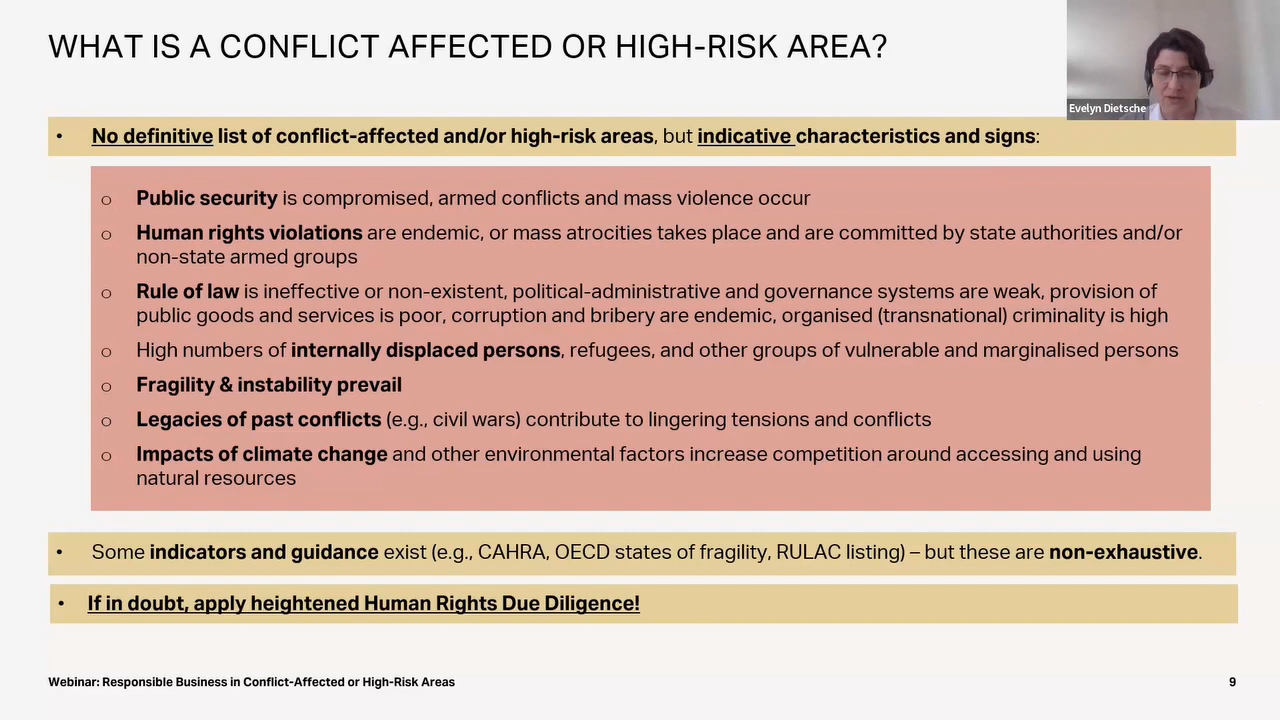 WHAT IS A CONFLICT AFFECTED OR HIGH-RISK AREA?
Evelyn Dietsche
• No definitive list of conflict-affected and/or high-risk areas, but indicative characteristics and signs:
o Public security is compromised, armed conflicts and mass violence occur
o Human rights violations are endemic, or mass atrocities takes place and are committed by state authorities and/or
non-state armed groups
o Rule of law is ineffective or non-existent, political-administrative and governance systems are weak, provision of
public goods and services is poor, corruption and bribery are endemic, organised (transnational) criminality is high
o High numbers of internally displaced persons, refugees, and other groups of vulnerable and marginalised persons
o Fragility & instability prevail
o Legacies of past conflicts (e.g., civil wars) contribute to lingering tensions and conflicts
o Impacts of climate change and other environmental factors increase competition around accessing and using
natural resources
• Some indicators and guidance exist (e.g., CAHRA, OECD states of fragility, RULAC listing) – but these are non-exhaustive.
• If in doubt, apply heightened Human Rights Due Diligence!
Webinar: Responsible Business in Conflict-Affected or High-Risk Areas
9